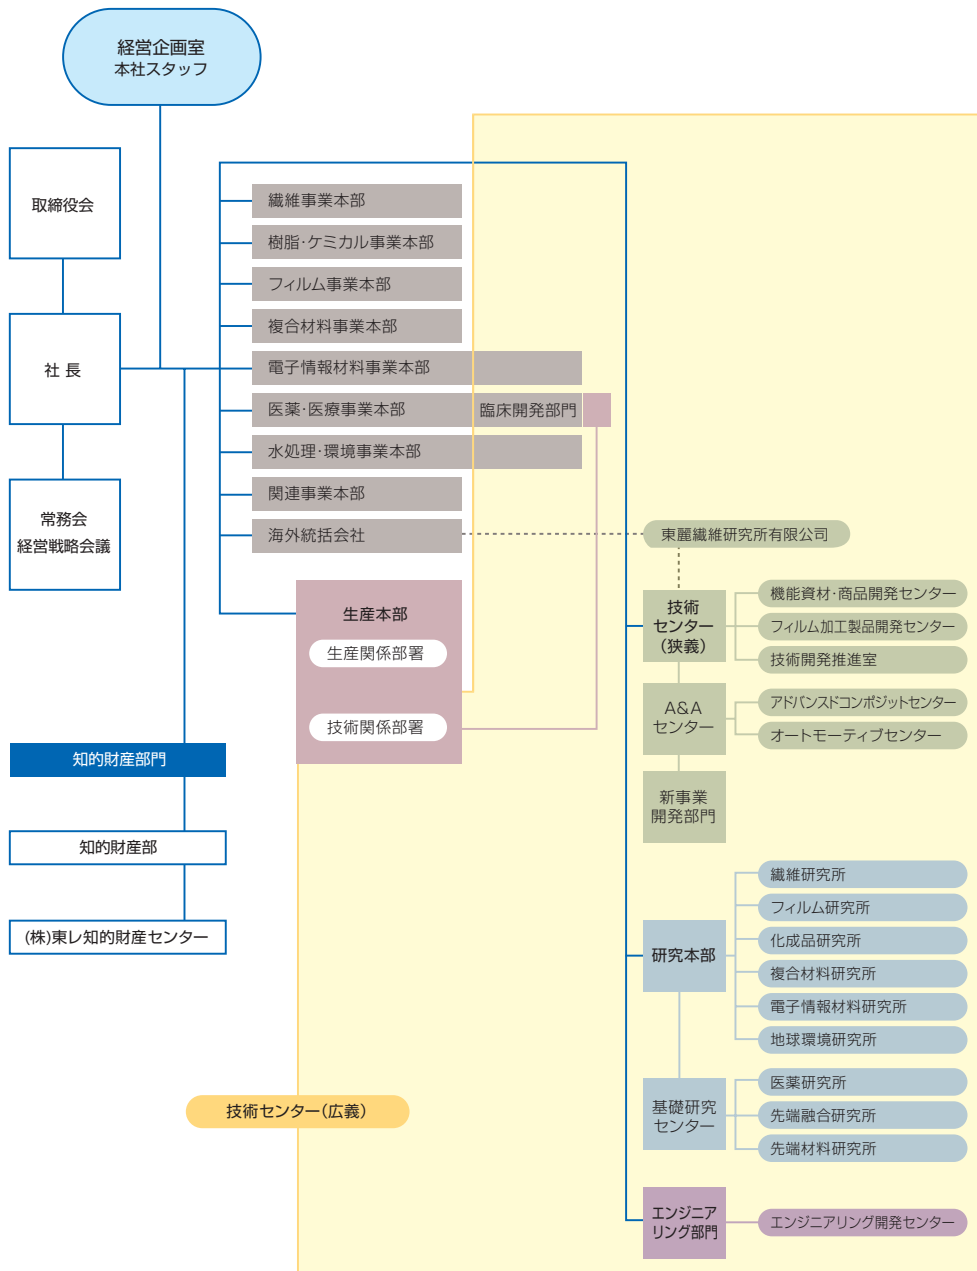 経営企画室
本社スタッフ
取締役会
社 長
常務会
経営戦略会議
繊維事業本部
樹脂・ケミカル事業本部
フィルム事業本部
複合材料事業本部
電子情報材料事業本部
医薬・医療事業本部
臨床開発部門
水処理・環境事業本部
関連事業本部
海外統括会社
東麗繊維研究所有限公司
生産本部
生産関係部署
技術関係部署
技術
センター
(狭義)
機能資材・商品開発センター
フィルム加工製品開発センター
技術開発推進室
A&A
センター
アドバンスドコンポジットセンター
オートモーティブセンター
新事業
開発部門
知的財産部門
知的財産部
(株)東レ知的財産センター
研究本部
繊維研究所
フィルム研究所
化成品研究所
複合材料研究所
電子情報材料研究所
地球環境研究所
基礎研究
センター
医薬研究所
先端融合研究所
先端材料研究所
技術センター(広義)
エンジニア
リング部門
エンジニアリング開発センター